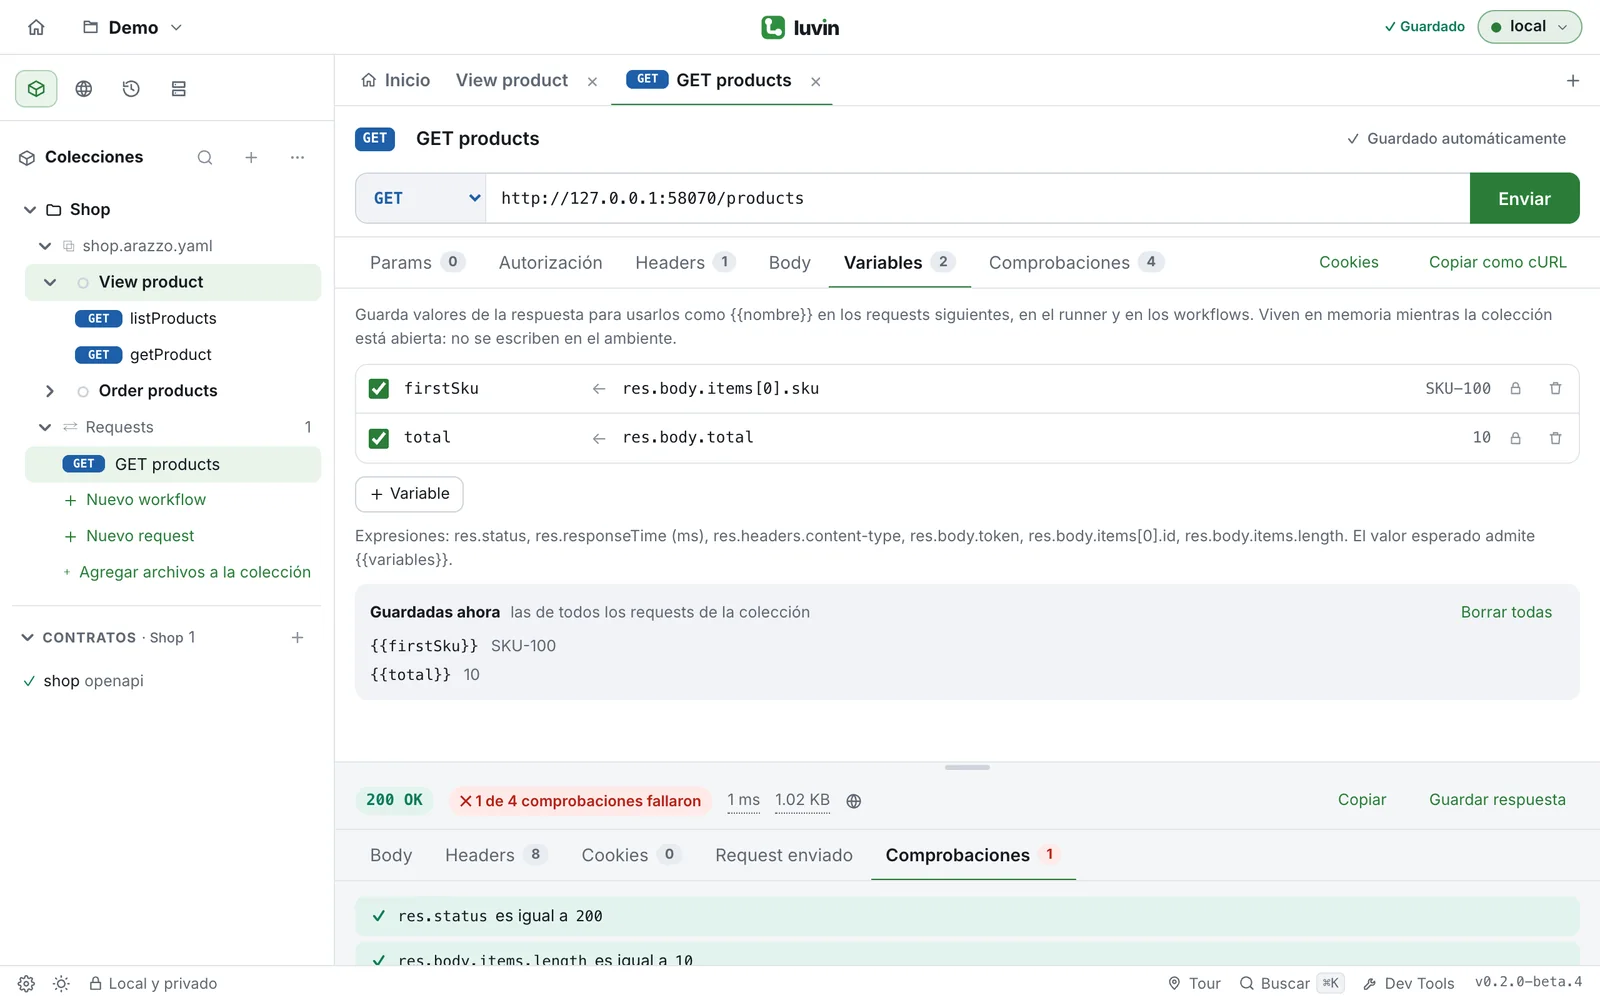 Demo
luvin
Guardado
local
Inicio
View product
GET GET products
Colecciones
Shop
shop.arazzo.yaml
View product
GET listProducts
GET getProduct
Order products
Requests 1
GET GET products
+ Nuevo workflow
+ Nuevo request
+ Agregar archivos a la colección
CONTRATOS · Shop 1
shop openapi
GET GET products
Guardado automáticamente
GET http://127.0.0.1:58070/products Enviar
Params 0 Autorización Headers 1 Body Variables 2 Comprobaciones 4 Cookies Copiar como cURL
Guarda valores de la respuesta para usarlos como {{nombre}} en los requests siguientes, en el runner y en los workflows. Viven en memoria mientras la colección
está abierta: no se escriben en el ambiente.
firstSku ← res.body.items[0].sku SKU-100
total ← res.body.total 10
+ Variable
Expresiones: res.status, res.responseTime (ms), res.headers.content-type, res.body.token, res.body.items[0].id, res.body.items.length. El valor esperado admite
{{variables}}.
Guardadas ahora las de todos los requests de la colección Borrar todas
{{firstSku}} SKU-100
{{total}} 10
200 OK 1 de 4 comprobaciones fallaron 1 ms 1.02 KB Copiar Guardar respuesta
Body Headers 8 Cookies 0 Request enviado Comprobaciones 1
res.status es igual a 200
res.body.items.length es igual a 10
Local y privado
Tour Buscar ⌘K Dev Tools v0.2.0-beta.4